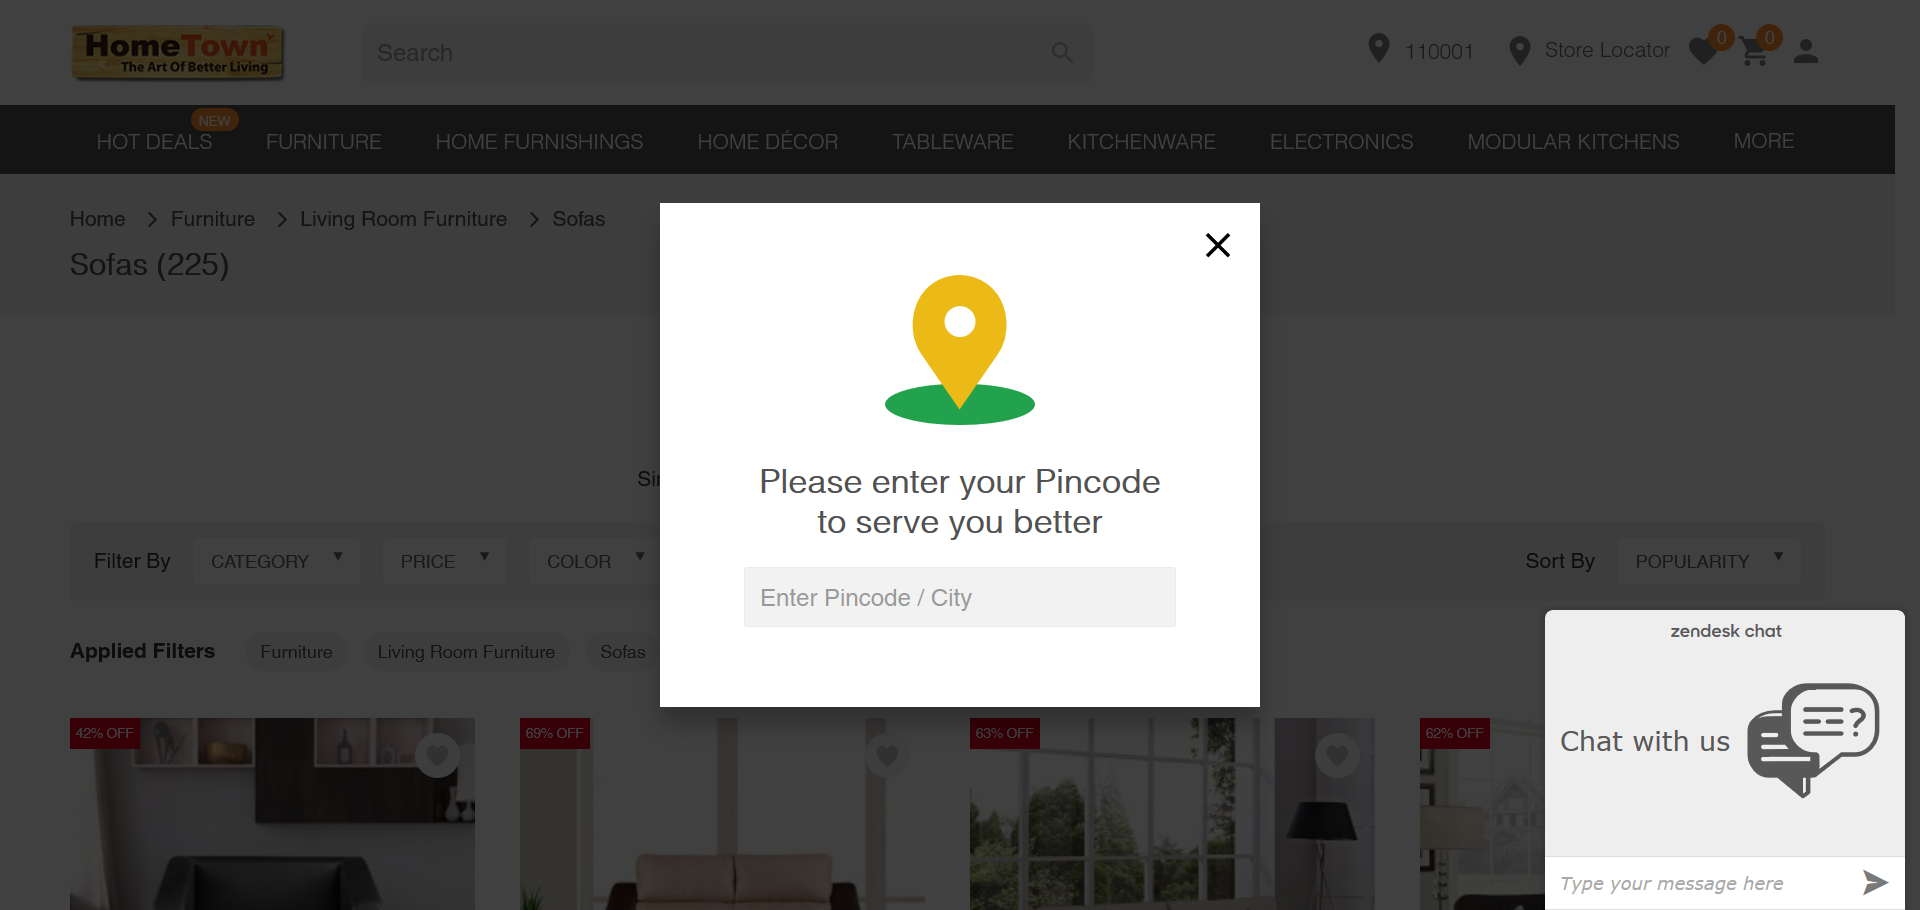 HomeTown
The Art Of Better Living
Search
110001
Store Locator
0
0
HOT DEALS
NEW
FURNITURE
HOME FURNISHINGS
HOME DÉCOR
TABLEWARE
KITCHENWARE
ELECTRONICS
MODULAR KITCHENS
MORE
Home > Furniture > Living Room Furniture > Sofas
Sofas (225)
Please enter your Pincode
to serve you better
Enter Pincode / City
Filter By
CATEGORY
PRICE
COLOR
Sort By
POPULARITY
Applied Filters
Furniture
Living Room Furniture
Sofas
42% OFF
69% OFF
63% OFF
62% OFF
zendesk chat
Chat with us
?
Type your message here